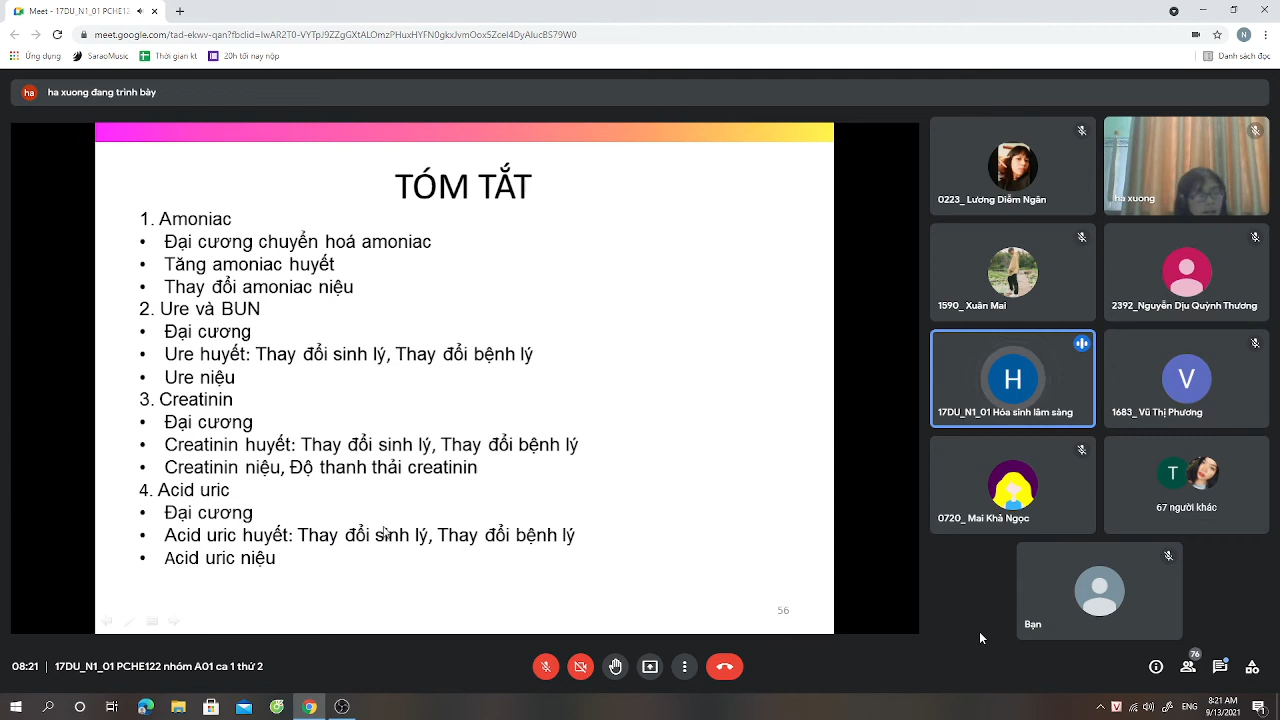 Meet - 17DU_N1_01 PCHE12
meet.google.com/tad-ekwv-qan?fbclid=IwAR2T0-VYTpJ9ZZgGXtALOmzPHuxHYFN0gkxJvmOoxSZceI4DyAlucBS79W0
Ứng dụng
SaraoMusic
Thời gian kt
20h tối nay
Danh sách đọc
ha
ha xuong đang trình bày
TÓM TẮT
1. Amoniac
• Đại cương chuyển hoá amoniac
• Tăng amoniac huyết
• Thay đổi amoniac niệu
2. Ure và BUN
• Đại cương
• Ure huyết: Thay đổi sinh lý, Thay đổi bệnh lý
• Ure niệu
3. Creatinin
• Đại cương
• Creatinin huyết: Thay đổi sinh lý, Thay đổi bệnh lý
• Creatinin niệu, Độ thanh thải creatinin
4. Acid uric
• Đại cương
• Acid uric huyết: Thay đổi sinh lý, Thay đổi bệnh lý
• Acid uric niệu
56
0223_ Lương Diễm Ngân
ha xuong
1590_ Xuân Mai
2392_Nguyễn Dịu Quỳnh Thương
H
17DU_N1_01 Hóa sinh lâm sàng
V
1683_ Vũ Thị Phương
0720_ Mai Khả Ngọc
T
67 người khác
Bạn
08:21 | 17DU_N1_01 PCHE122 nhóm A01 ca 1 thứ 2
76
8:21 AM
9/13/2021